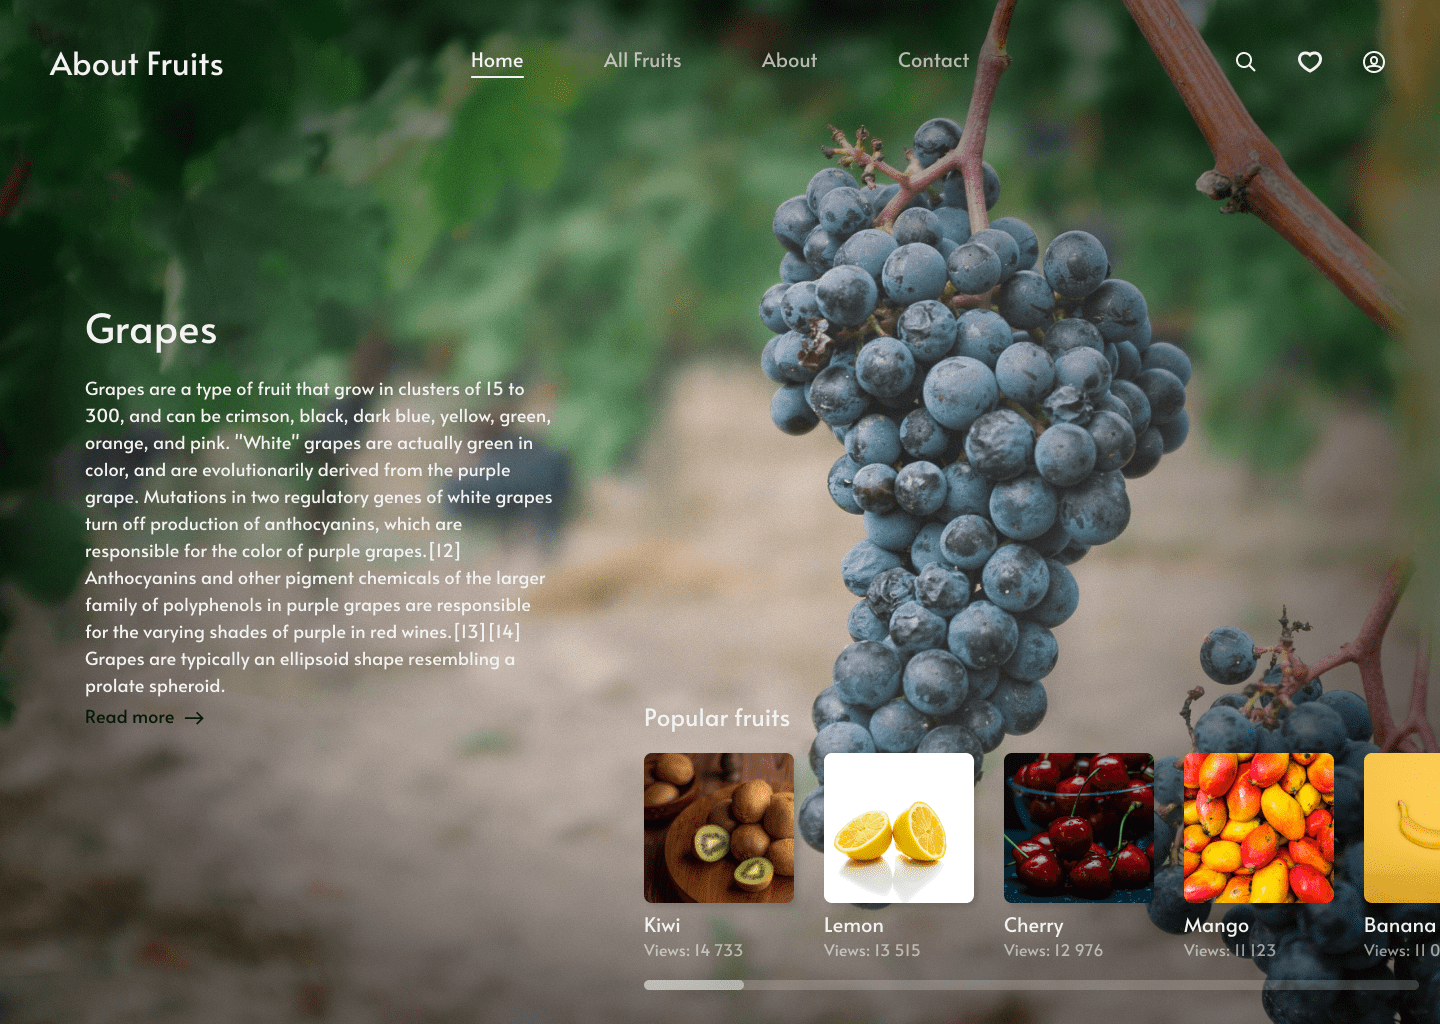 About Fruits
Home
All Fruits
About
Contact
Grapes
Grapes are a type of fruit that grow in clusters of 15 to
300, and can be crimson, black, dark blue, yellow, green,
orange, and pink. "White" grapes are actually green in
color, and are evolutionarily derived from the purple
grape. Mutations in two regulatory genes of white grapes
turn off production of anthocyanins, which are
responsible for the color of purple grapes.[12]
Anthocyanins and other pigment chemicals of the larger
family of polyphenols in purple grapes are responsible
for the varying shades of purple in red wines.[13][14]
Grapes are typically an ellipsoid shape resembling a
prolate spheroid.
Read more
Popular fruits
Kiwi
Views: 14 733
Lemon
Views: 13 515
Cherry
Views: 12 976
Mango
Views: 11 123
Banana
Views: 11 0